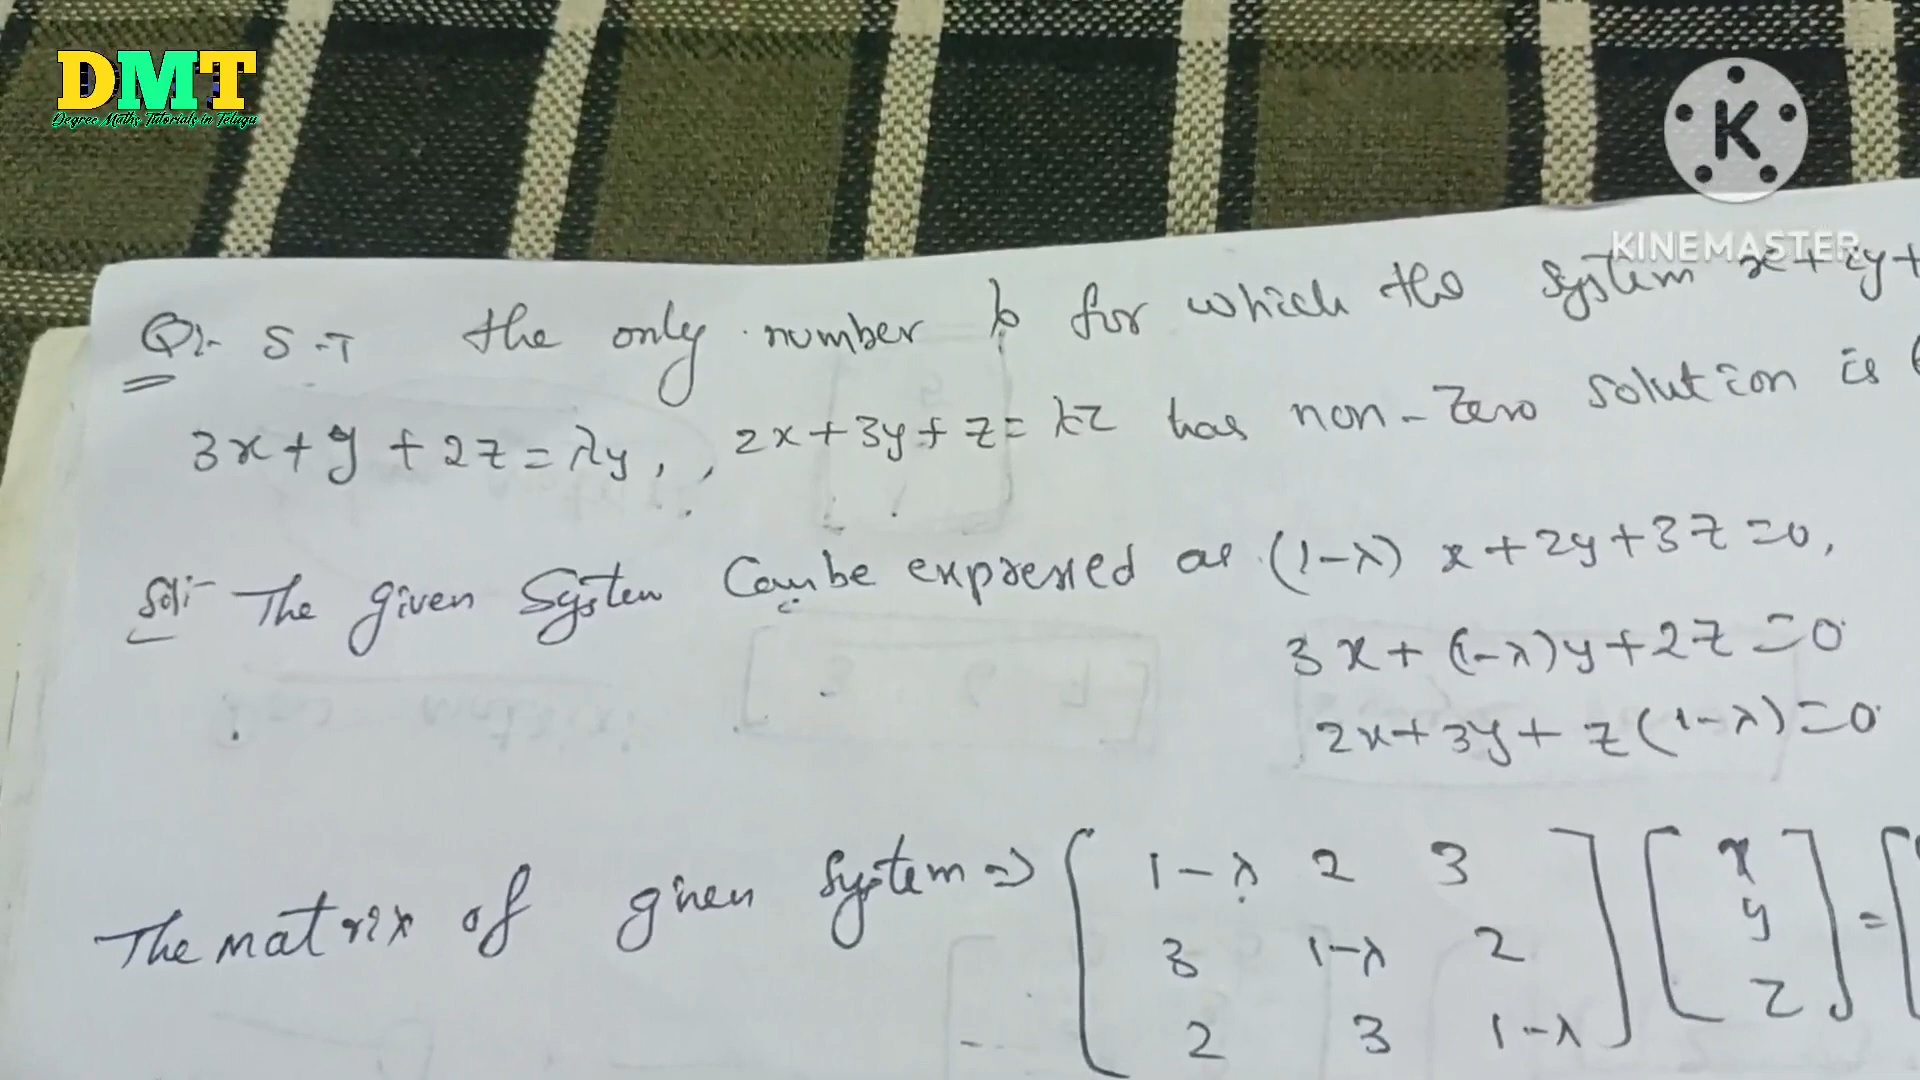 DMT
Degree Maths Tutorials in Telugu
K
KINEMASTER
Q:- S.T the only number b for which the system x+2y+
3x+y+2z=λy, , 2x+3y+z=λz has non-zero solution is
Sol:- The given System Can be expressed as (1-λ) x+2y+3z=0,
3x+(1-λ)y+2z=0
2x+3y+z(1-λ)=0
The matrix of given system => [ 1-λ 2 3 ] [ x ] = [
3 1-λ 2 y
2 3 1-λ z